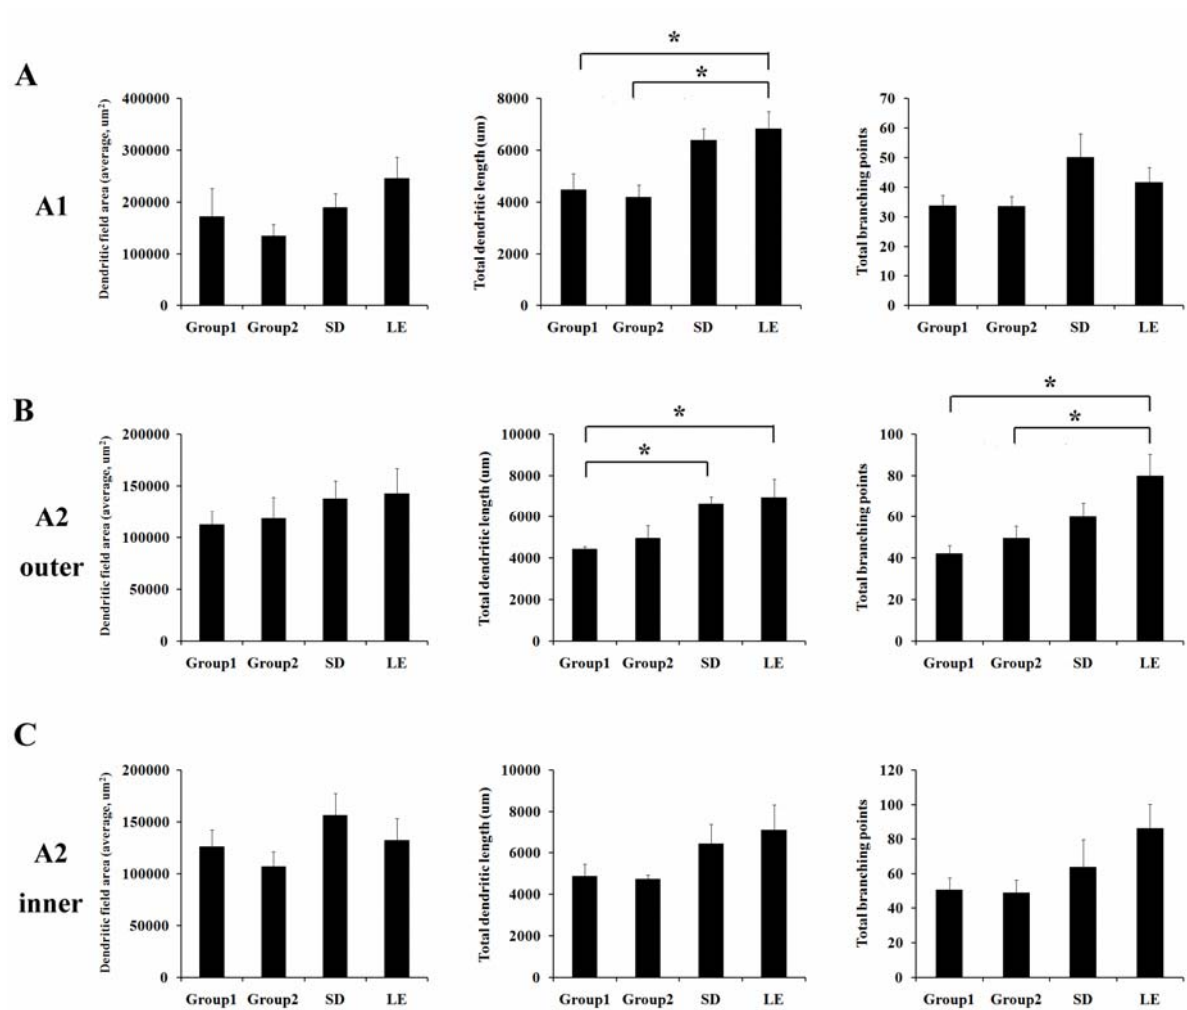 A
A1
Dendritic field area (average, um²)
400000
300000
200000
100000
0
Group1 Group2 SD LE
*
*
Total dendritic length (um)
8000
6000
4000
2000
0
Group1 Group2 SD LE
Total branching points
70
60
50
40
30
20
10
0
Group1 Group2 SD LE
B
A2
outer
Dendritic field area (average, um²)
200000
150000
100000
50000
0
Group1 Group2 SD LE
*
*
Total dendritic length (um)
10000
8000
6000
4000
2000
0
Group1 Group2 SD LE
*
*
Total branching points
100
80
60
40
20
0
Group1 Group2 SD LE
C
A2
inner
Dendritic field area (average, um²)
200000
150000
100000
50000
0
Group1 Group2 SD LE
Total dendritic length (um)
10000
8000
6000
4000
2000
0
Group1 Group2 SD LE
Total branching points
120
100
80
60
40
20
0
Group1 Group2 SD LE